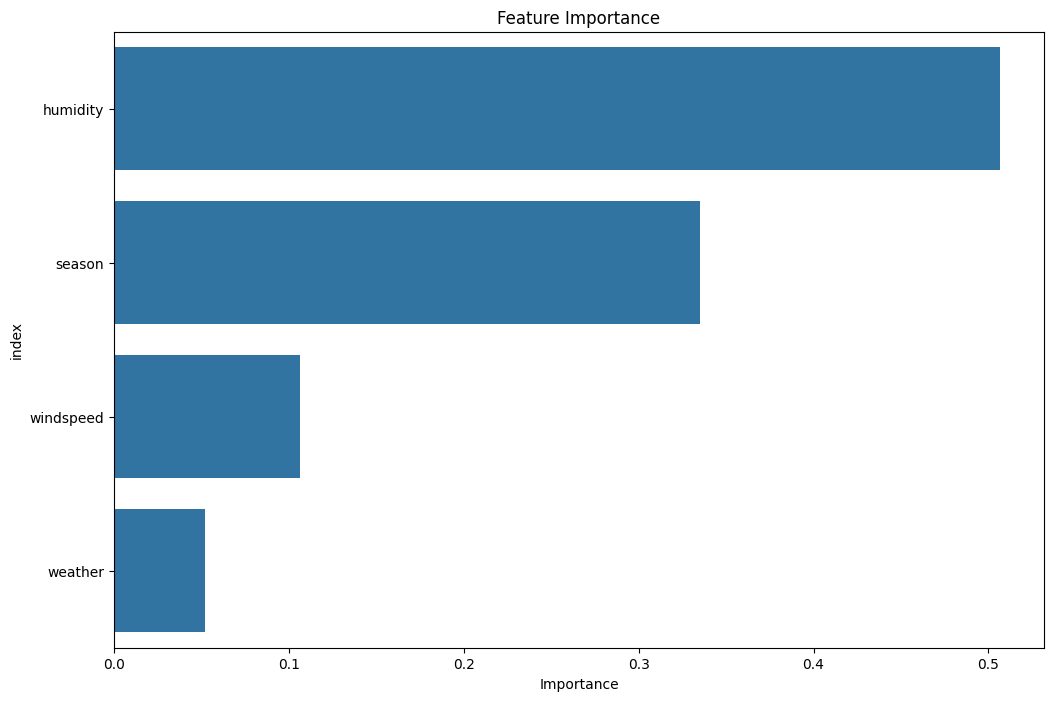 Feature Importance
humidity
season
windspeed
weather
index
0.0 0.1 0.2 0.3 0.4 0.5
Importance